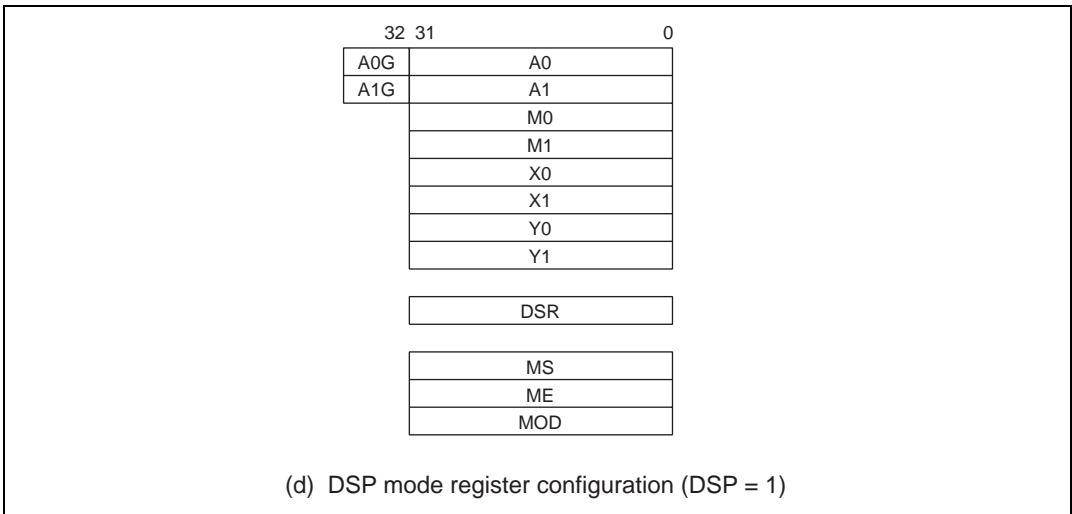 32 31 0
A0G A0
A1G A1
M0
M1
X0
X1
Y0
Y1
DSR
MS
ME
MOD
(d) DSP mode register configuration (DSP = 1)